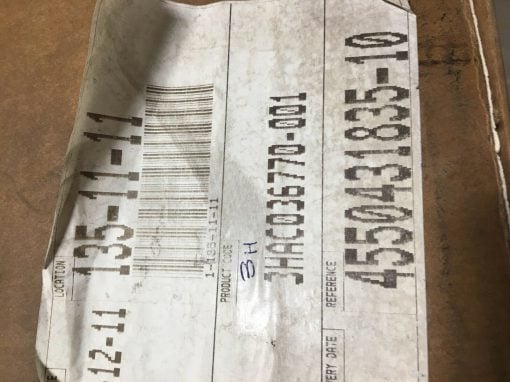 LOCATION
135-11-11
1-135-11-11
PRODUCT CODE
3H
3HAC036770-001
REFERENCE
4550431835-10
-12-11
ERY DATE